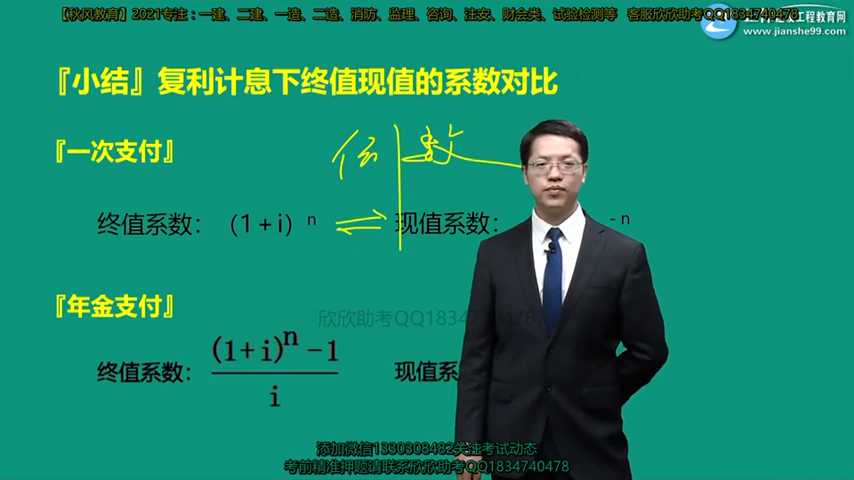 【秋风教育】2021专注：一建、二建、一造、二造、消防、监理、咨询、注安、财会类、试验检测等 客服欣欣助考QQ1834740478
工程教育网
www.jianshe99.com
『小结』复利计息下终值现值的系数对比
『一次支付』
数
终值系数：（1＋i）n ⇌ 现值系数： -n
『年金支付』
欣欣助考QQ1834740478
终值系数： (1+i)n-1 / i 现值系
添加微信1330308482关注考试动态
考前精准押题请联系欣欣助考QQ1834740478